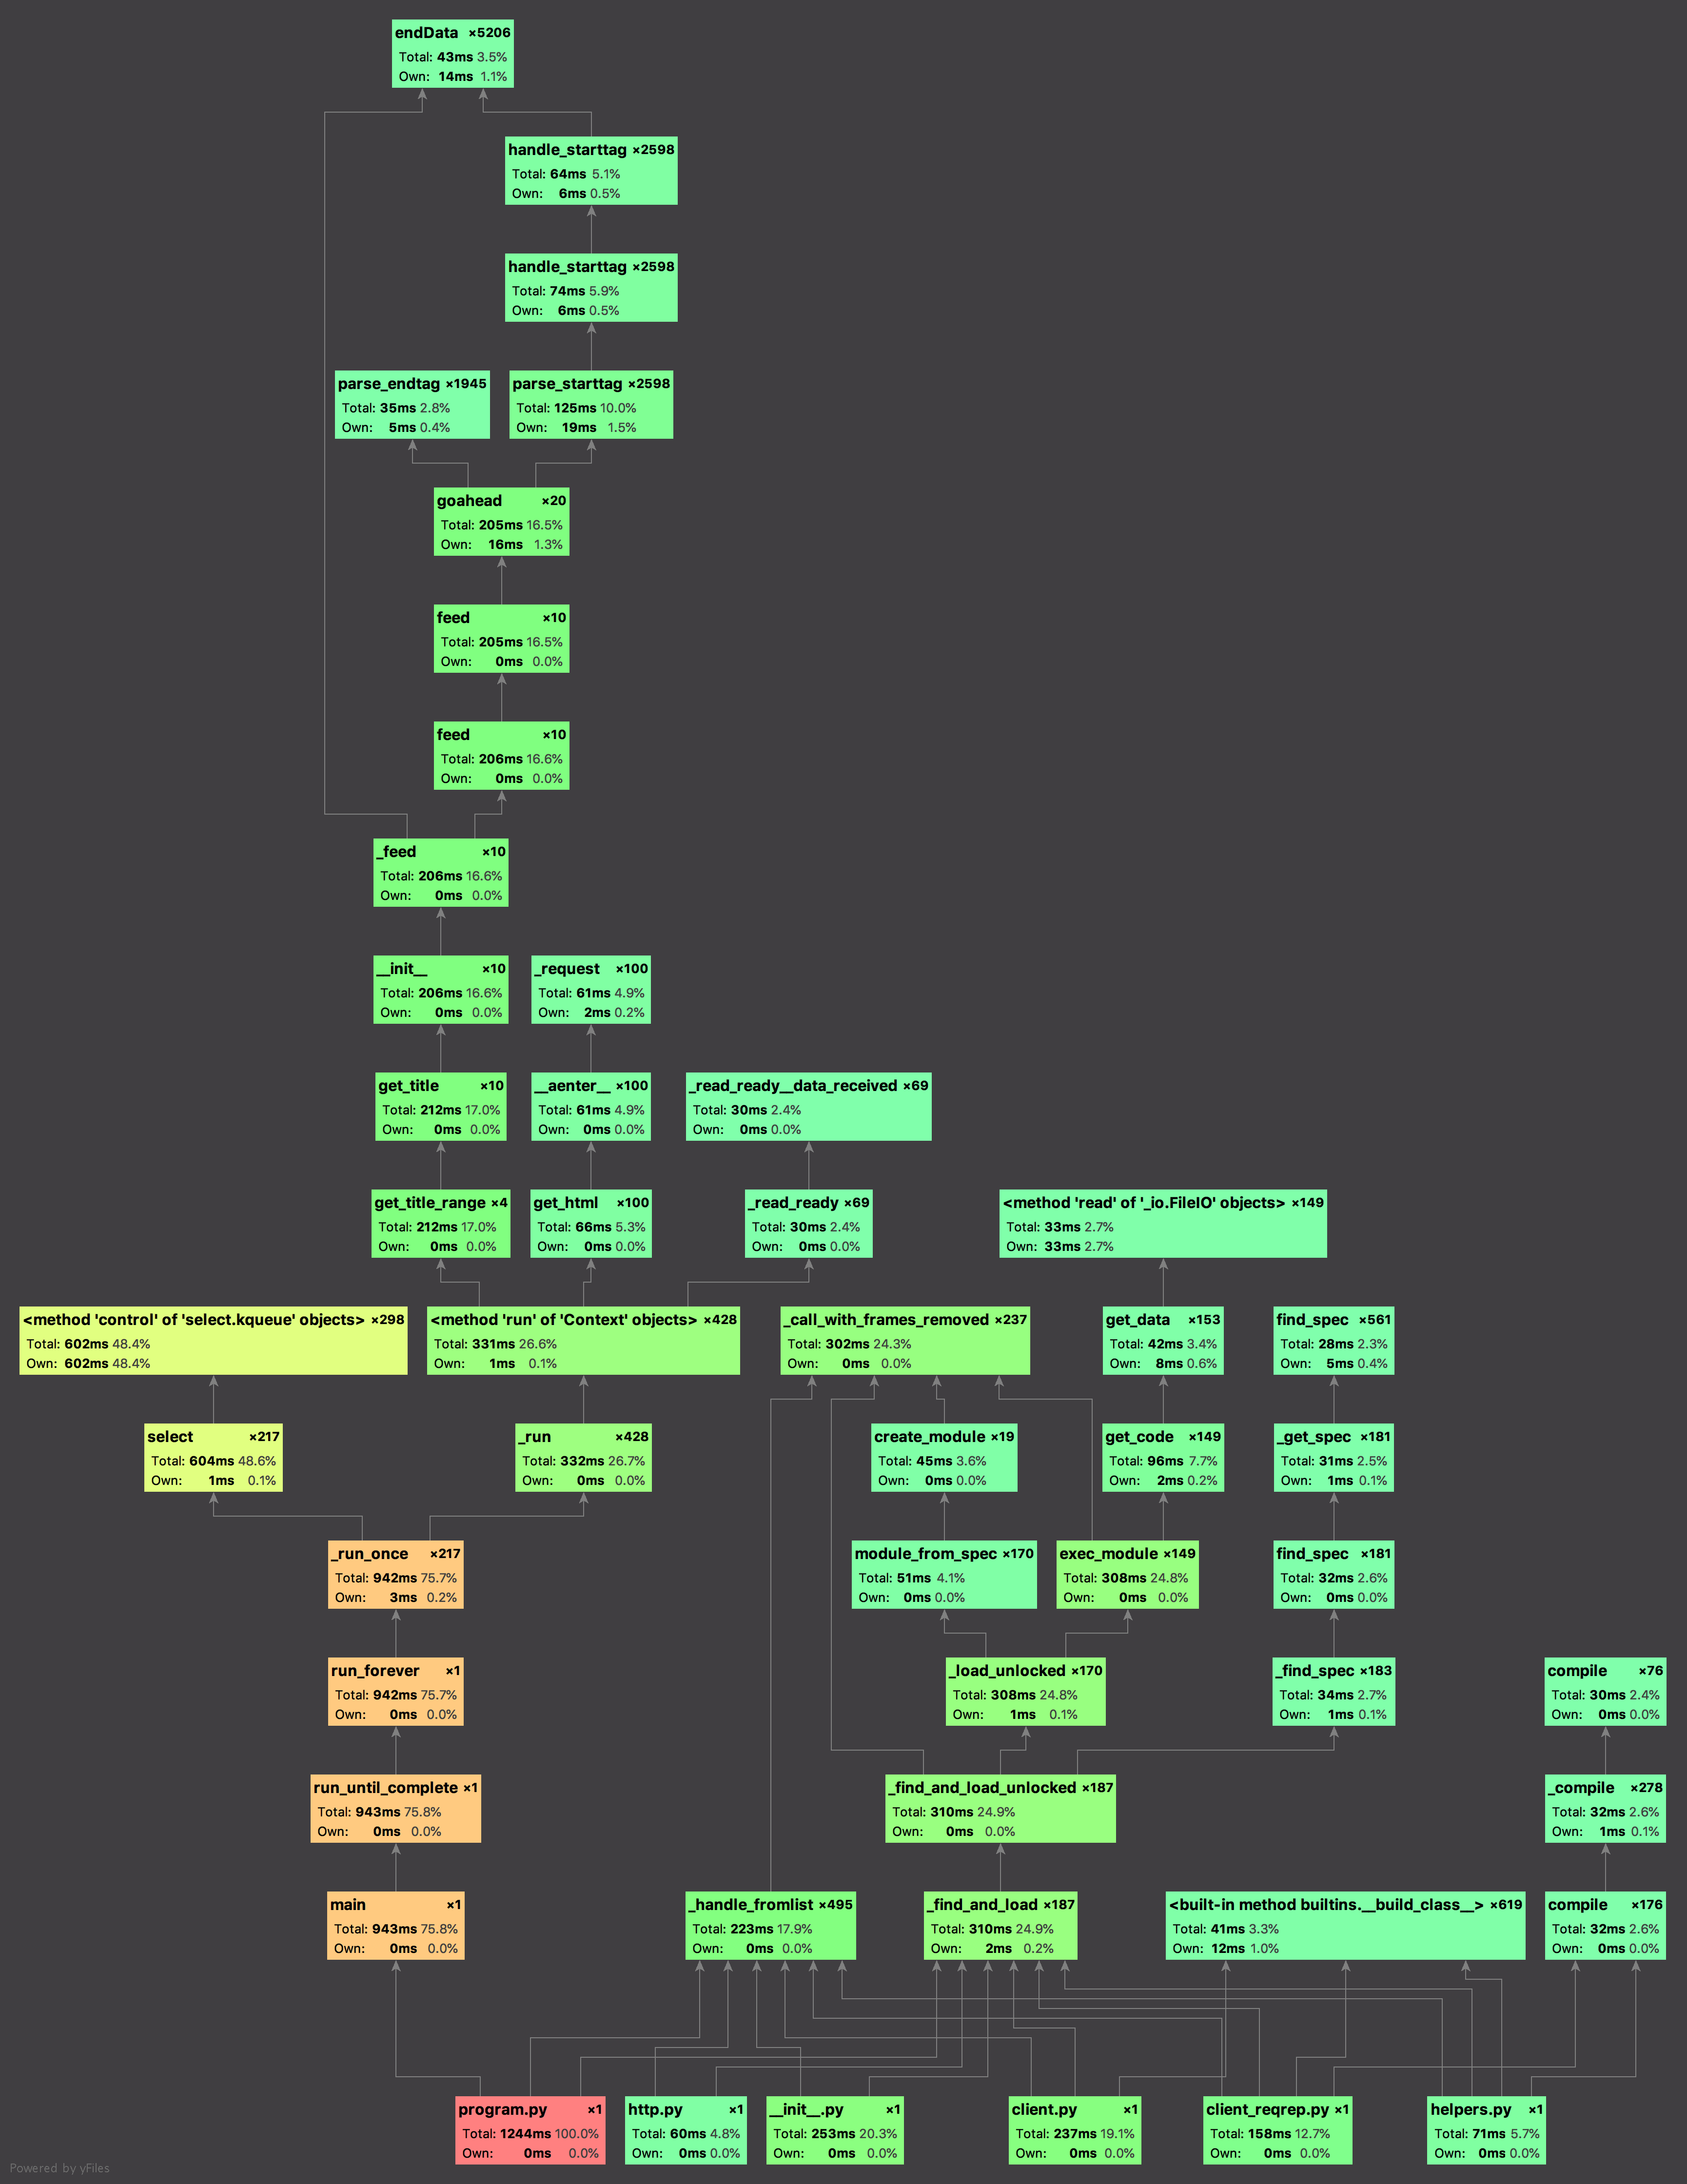 endData ×5206
Total: 43ms 3.5%
Own: 14ms 1.1%
handle_starttag ×2598
Total: 64ms 5.1%
Own: 6ms 0.5%
handle_starttag ×2598
Total: 74ms 5.9%
Own: 6ms 0.5%
parse_endtag ×1945
Total: 35ms 2.8%
Own: 5ms 0.4%
parse_starttag ×2598
Total: 125ms 10.0%
Own: 19ms 1.5%
goahead ×20
Total: 205ms 16.5%
Own: 16ms 1.3%
feed ×10
Total: 205ms 16.5%
Own: 0ms 0.0%
feed ×10
Total: 206ms 16.6%
Own: 0ms 0.0%
_feed ×10
Total: 206ms 16.6%
Own: 0ms 0.0%
__init__ ×10
Total: 206ms 16.6%
Own: 0ms 0.0%
_request ×100
Total: 61ms 4.9%
Own: 2ms 0.2%
get_title ×10
Total: 212ms 17.0%
Own: 0ms 0.0%
__aenter__ ×100
Total: 61ms 4.9%
Own: 0ms 0.0%
_read_ready__data_received ×69
Total: 30ms 2.4%
Own: 0ms 0.0%
get_title_range ×4
Total: 212ms 17.0%
Own: 0ms 0.0%
get_html ×100
Total: 66ms 5.3%
Own: 0ms 0.0%
_read_ready ×69
Total: 30ms 2.4%
Own: 0ms 0.0%
<method 'read' of '_io.FileIO' objects> ×149
Total: 33ms 2.7%
Own: 33ms 2.7%
<method 'control' of 'select.kqueue' objects> ×298
Total: 602ms 48.4%
Own: 602ms 48.4%
<method 'run' of 'Context' objects> ×428
Total: 331ms 26.6%
Own: 1ms 0.1%
_call_with_frames_removed ×237
Total: 302ms 24.3%
Own: 0ms 0.0%
get_data ×153
Total: 42ms 3.4%
Own: 8ms 0.6%
find_spec ×561
Total: 28ms 2.3%
Own: 5ms 0.4%
select ×217
Total: 604ms 48.6%
Own: 1ms 0.1%
_run ×428
Total: 332ms 26.7%
Own: 0ms 0.0%
create_module ×19
Total: 45ms 3.6%
Own: 0ms 0.0%
get_code ×149
Total: 96ms 7.7%
Own: 2ms 0.2%
_get_spec ×181
Total: 31ms 2.5%
Own: 1ms 0.1%
_run_once ×217
Total: 942ms 75.7%
Own: 3ms 0.2%
module_from_spec ×170
Total: 51ms 4.1%
Own: 0ms 0.0%
exec_module ×149
Total: 308ms 24.8%
Own: 0ms 0.0%
find_spec ×181
Total: 32ms 2.6%
Own: 0ms 0.0%
run_forever ×1
Total: 942ms 75.7%
Own: 0ms 0.0%
_load_unlocked ×170
Total: 308ms 24.8%
Own: 1ms 0.1%
_find_spec ×183
Total: 34ms 2.7%
Own: 1ms 0.1%
compile ×76
Total: 30ms 2.4%
Own: 0ms 0.0%
run_until_complete ×1
Total: 943ms 75.8%
Own: 0ms 0.0%
_find_and_load_unlocked ×187
Total: 310ms 24.9%
Own: 0ms 0.0%
_compile ×278
Total: 32ms 2.6%
Own: 1ms 0.1%
main ×1
Total: 943ms 75.8%
Own: 0ms 0.0%
_handle_fromlist ×495
Total: 223ms 17.9%
Own: 0ms 0.0%
_find_and_load ×187
Total: 310ms 24.9%
Own: 2ms 0.2%
<built-in method builtins.__build_class__> ×619
Total: 41ms 3.3%
Own: 12ms 1.0%
compile ×176
Total: 32ms 2.6%
Own: 0ms 0.0%
program.py ×1
Total: 1244ms 100.0%
Own: 0ms 0.0%
http.py ×1
Total: 60ms 4.8%
Own: 0ms 0.0%
__init__.py ×1
Total: 253ms 20.3%
Own: 0ms 0.0%
client.py ×1
Total: 237ms 19.1%
Own: 0ms 0.0%
client_reqrep.py ×1
Total: 158ms 12.7%
Own: 0ms 0.0%
helpers.py ×1
Total: 71ms 5.7%
Own: 0ms 0.0%
Powered by yFiles